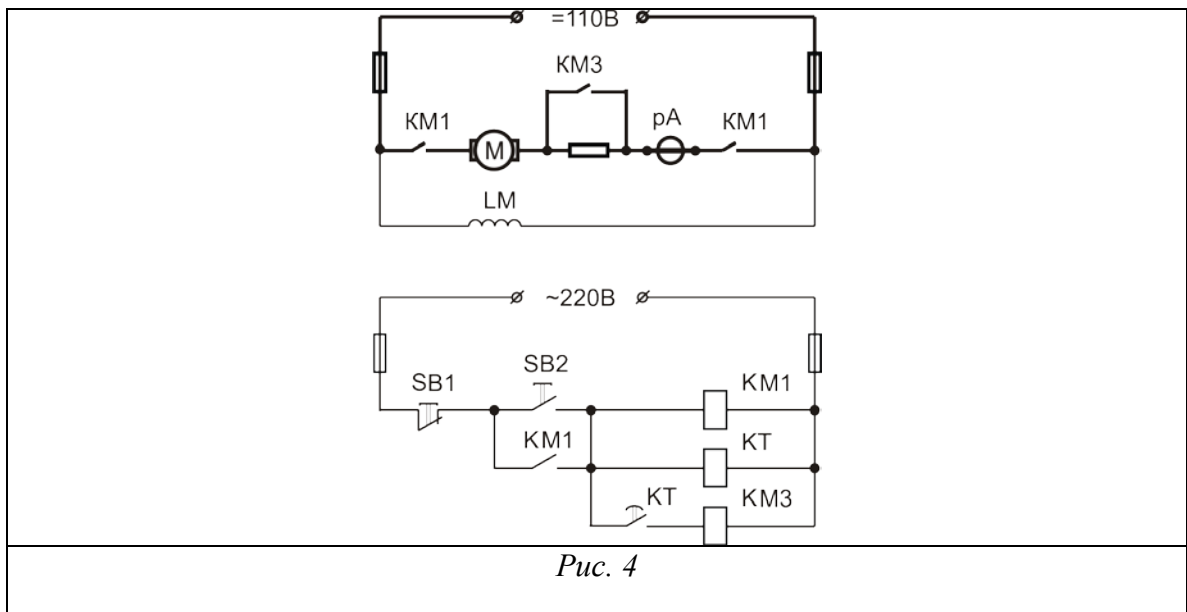 =110В
КМ3
КМ1
М
рА
КМ1
LM
~220В
SB1
SB2
КМ1
КМ1
КТ
КТ
КМ3
Рис. 4